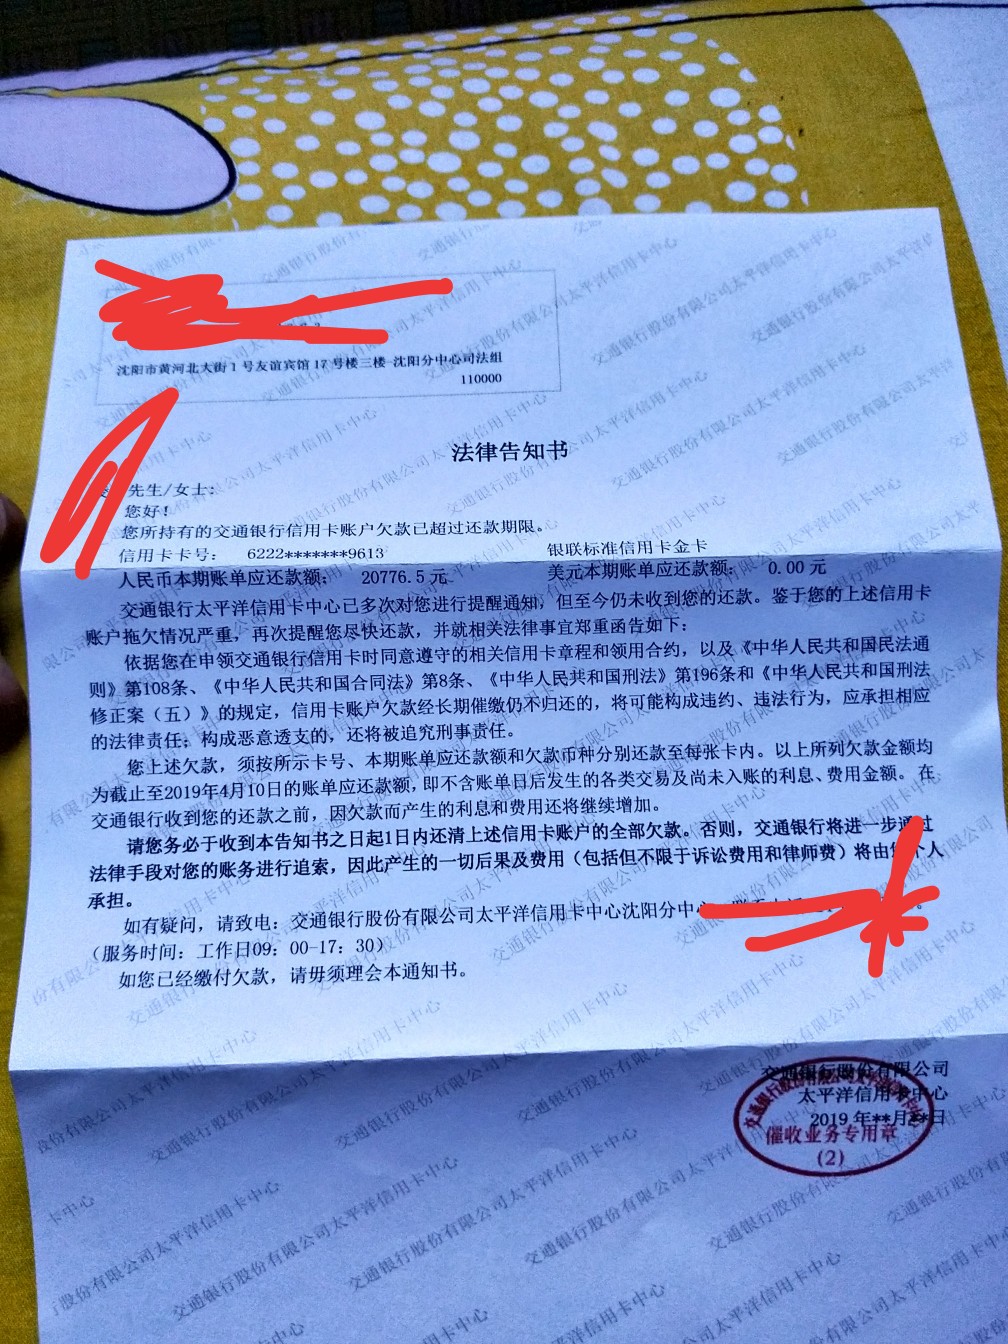 沈阳市黄河北大街1号友谊宾馆17号楼三楼 沈阳分中心司法组
110000
法律告知书
先生/女士:
您好!
您所持有的交通银行信用卡账户欠款已超过还款期限。
信用卡卡号: 6222*******9613 银联标准信用卡金卡
人民币本期账单应还款额: 20776.5元 美元本期账单应还款额: 0.00 元
交通银行太平洋信用卡中心已多次对您进行提醒通知,但至今仍未收到您的还款。鉴于您的上述信用卡
账户拖欠情况严重,再次提醒您尽快还款,并就相关法律事宜郑重函告如下:
依据您在申领交通银行信用卡时同意遵守的相关信用卡章程和领用合约,以及《中华人民共和国民法通
则》第108条、《中华人民共和国合同法》第8条、《中华人民共和国刑法》第196条和《中华人民共和国刑法
修正案(五)》的规定,信用卡账户欠款经长期催缴仍不归还的,将可能构成违约、违法行为,应承担相应
的法律责任;构成恶意透支的,还将被追究刑事责任。
您上述欠款,须按所示卡号、本期账单应还款额和欠款币种分别还款至每张卡内。以上所列欠款金额均
为截止至2019年4月10日的账单应还款额,即不含账单日后发生的各类交易及尚未入账的利息、费用金额。在
交通银行收到您的还款之前,因欠款而产生的利息和费用还将继续增加。
请您务必于收到本告知书之日起1日内还清上述信用卡账户的全部欠款。否则,交通银行将进一步通过
法律手段对您的账务进行追索,因此产生的一切后果及费用(包括但不限于诉讼费用和律师费)将由您个人
承担。
如有疑问,请致电:交通银行股份有限公司太平洋信用卡中心沈阳分中心
(服务时间:工作日09:00-17:30)
如您已经缴付欠款,请毋须理会本通知书。
交通银行股份有限公司
太平洋信用卡中心
2019 年**月**日
催收业务专用章
(2)